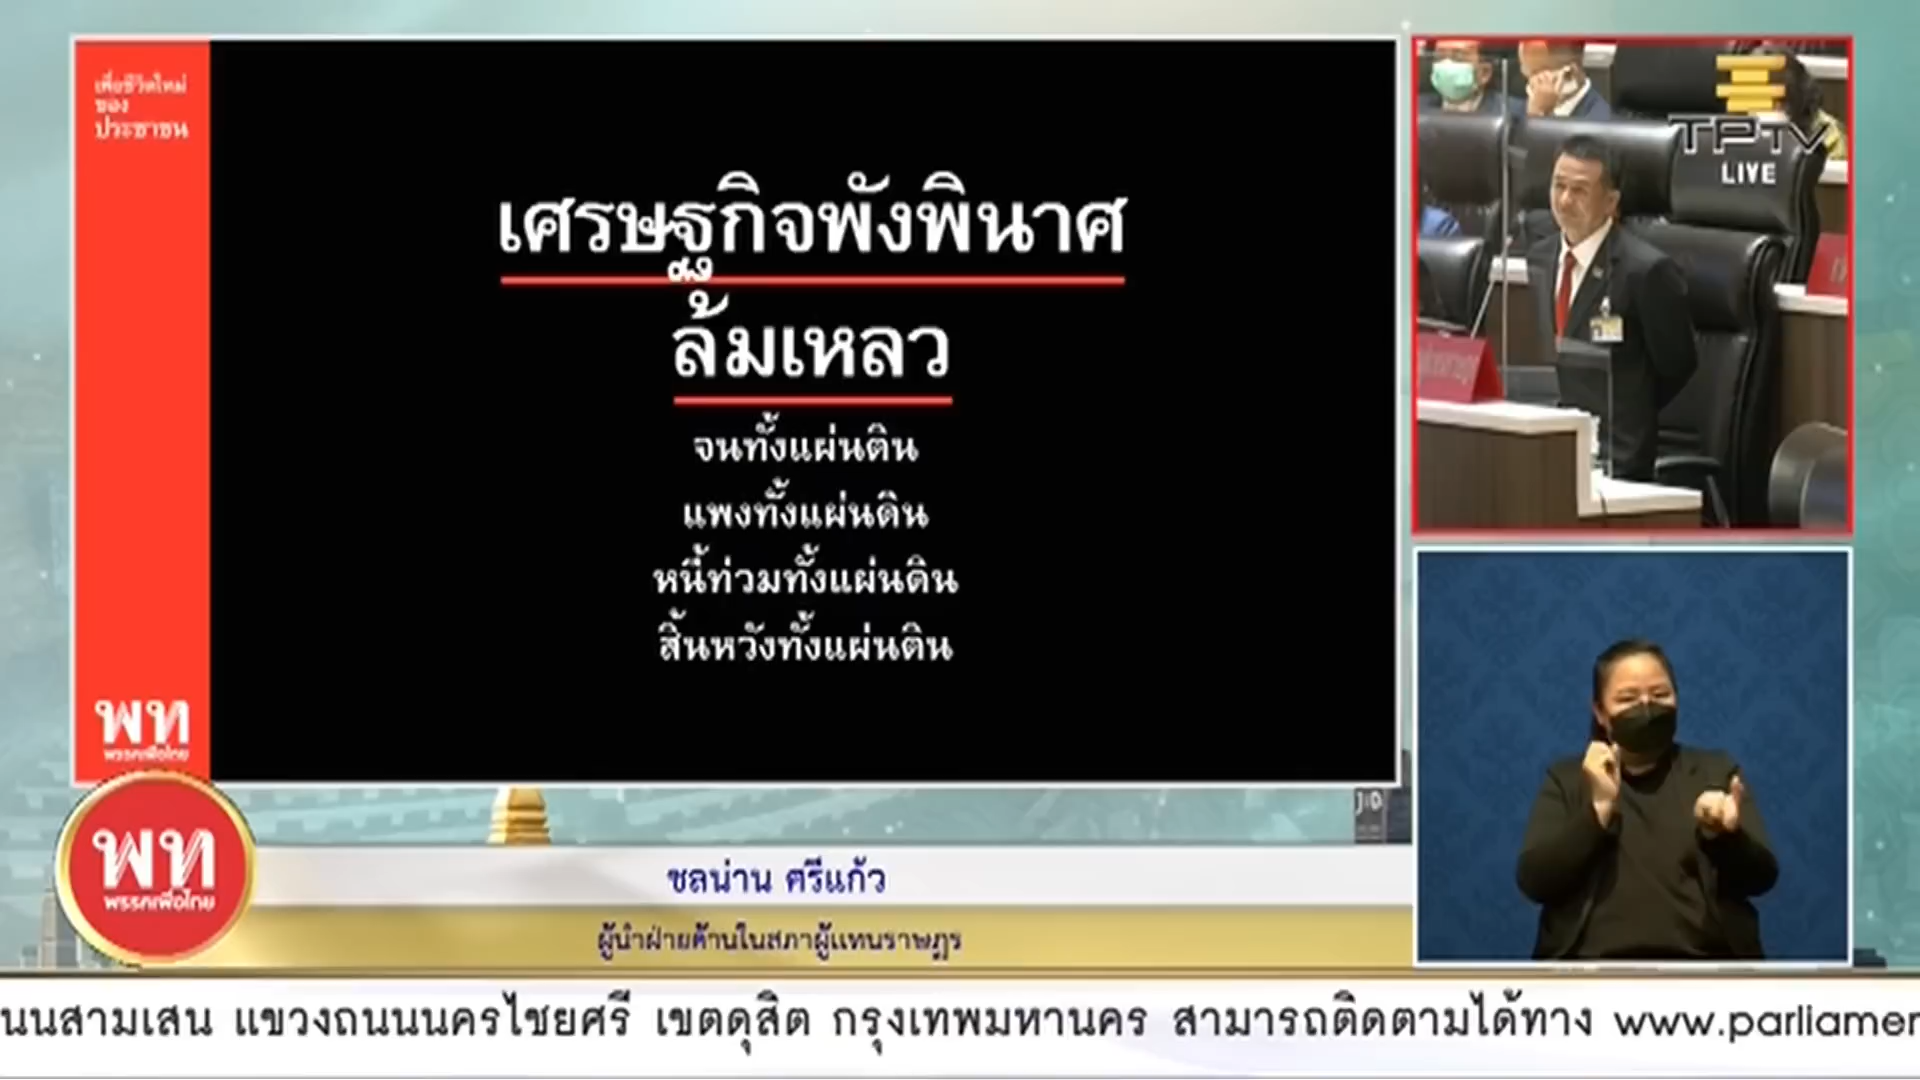 เพื่อชีวิตใหม่
ของ
ประชาชน
เศรษฐกิจพังพินาศ
ล้มเหลว
จนทั้งแผ่นดิน
แพงทั้งแผ่นดิน
หนี้ท่วมทั้งแผ่นดิน
สิ้นหวังทั้งแผ่นดิน
พท
พรรคเพื่อไทย
TPTV
LIVE
พท
พรรคเพื่อไทย
ชลน่าน ศรีแก้ว
ผู้นำฝ่ายค้านในสภาผู้แทนราษฎร
นนสามเสน แขวงถนนนครไชยศรี เขตดุสิต กรุงเทพมหานคร สามารถติดตามได้ทาง www.parliamen